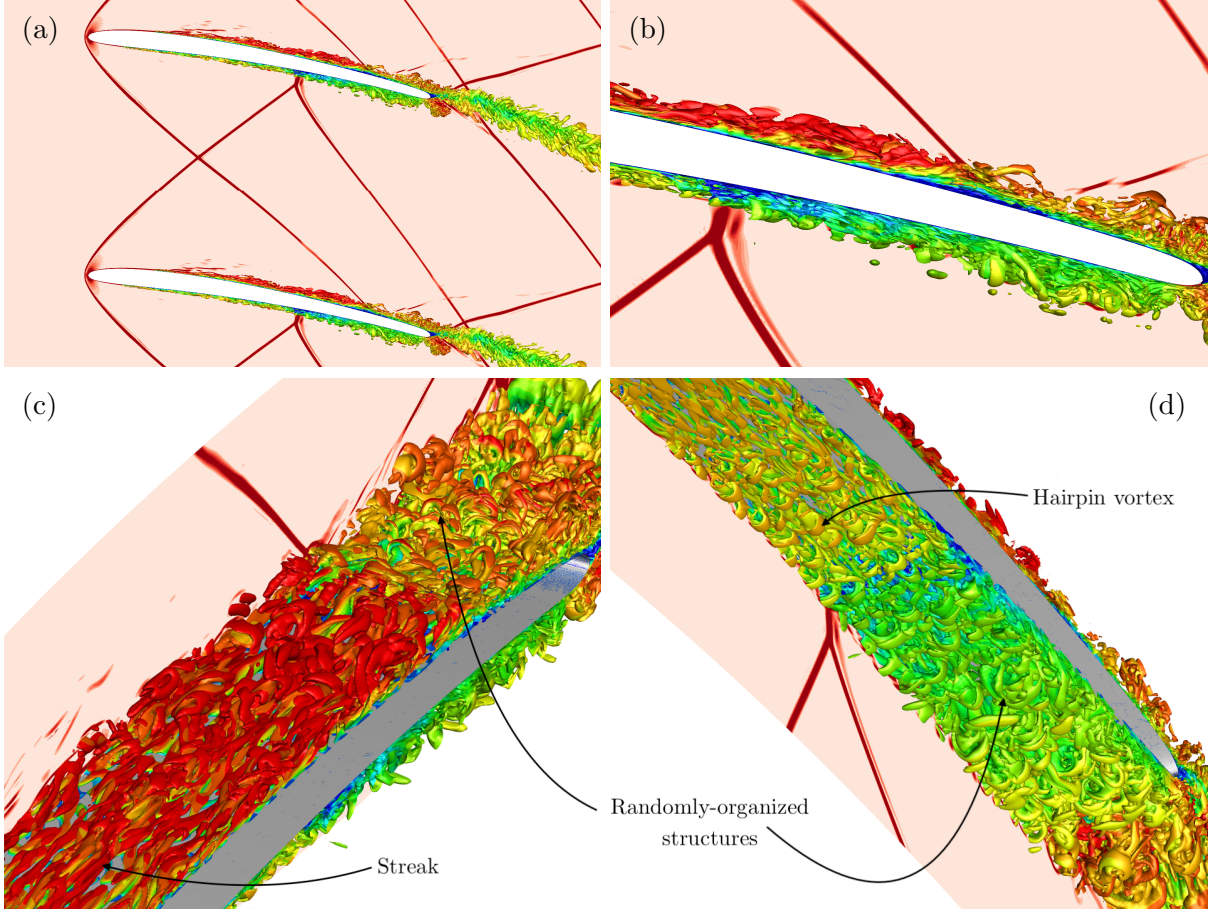 (a)
(b)
(c)
(d)
Hairpin vortex
Randomly-organized
structures
Streak